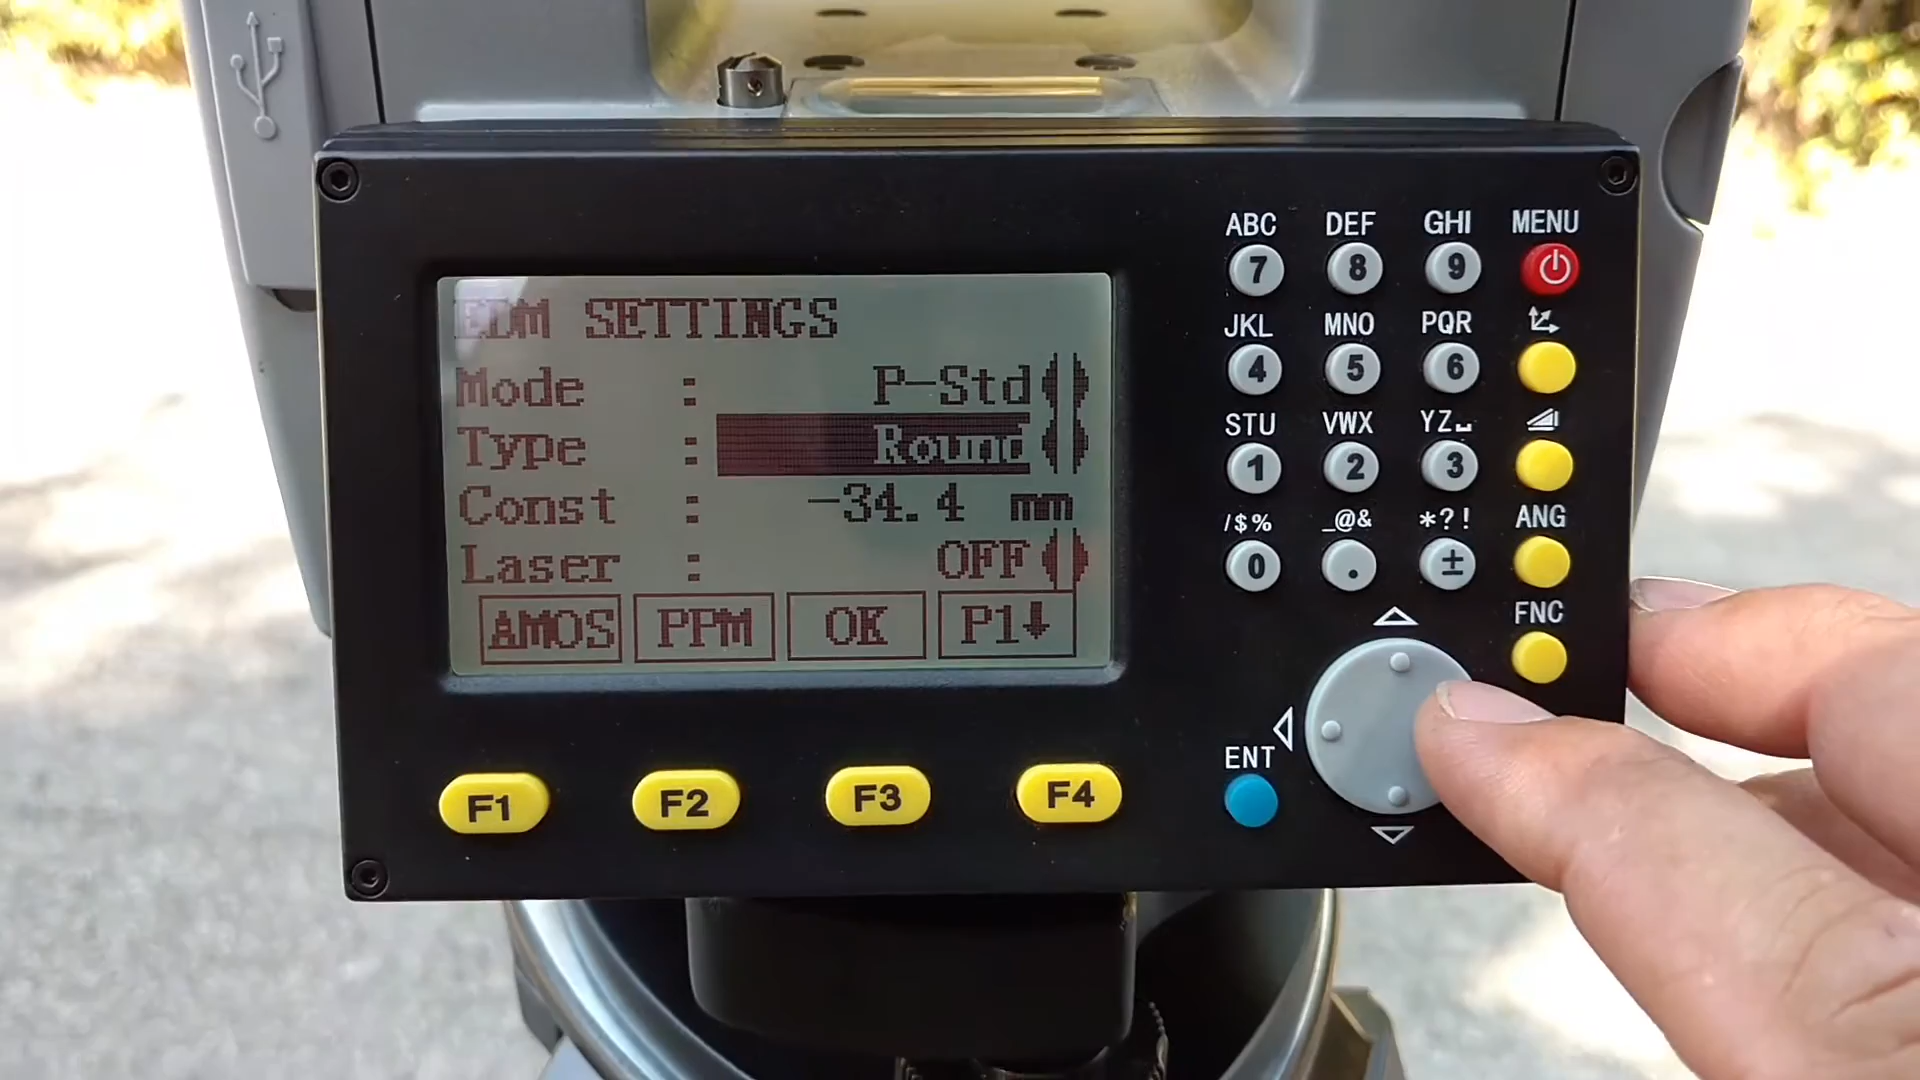 EDM SETTINGS
Mode : P-Std
Type : Round
Const : -34.4 mm
Laser : OFF
AMOS PPM OK P1↓
F1 F2 F3 F4
ABC DEF GHI MENU
7 8 9
JKL MNO PQR
4 5 6
STU VWX YZ␣
1 2 3
/$% _@& *?! ANG
0 . ±
FNC
ENT